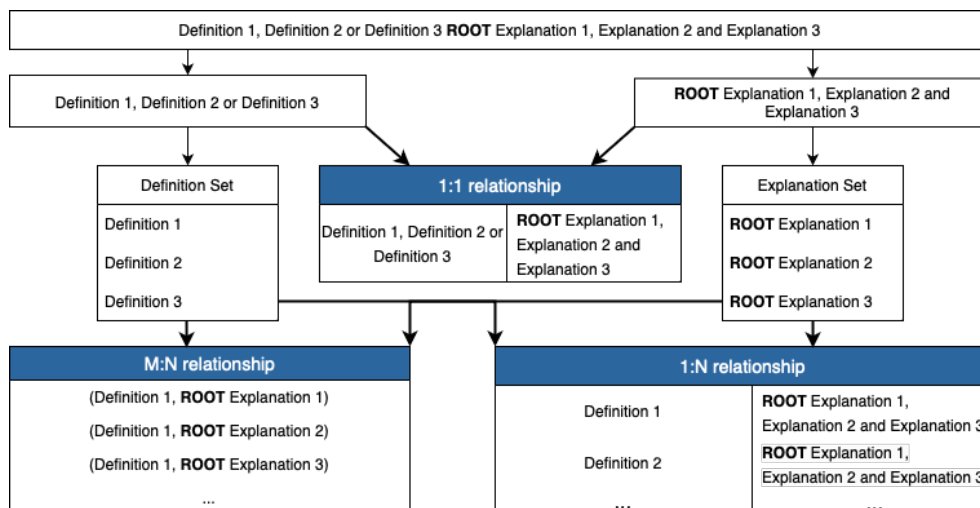 Definition 1, Definition 2 or Definition 3 ROOT Explanation 1, Explanation 2 and Explanation 3
Definition 1, Definition 2 or Definition 3
ROOT Explanation 1, Explanation 2 and
Explanation 3
Definition Set
Definition 1
Definition 2
Definition 3
1:1 relationship
Definition 1, Definition 2 or
Definition 3
ROOT Explanation 1,
Explanation 2 and
Explanation 3
Explanation Set
ROOT Explanation 1
ROOT Explanation 2
ROOT Explanation 3
M:N relationship
(Definition 1, ROOT Explanation 1)
(Definition 1, ROOT Explanation 2)
(Definition 1, ROOT Explanation 3)
...
1:N relationship
Definition 1
ROOT Explanation 1,
Explanation 2 and Explanation 3
Definition 2
ROOT Explanation 1,
Explanation 2 and Explanation 3
...
...